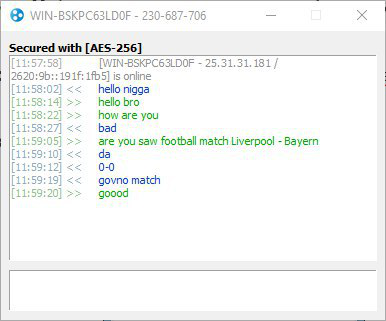 WIN-BSKPC63LD0F - 230-687-706
Secured with [AES-256]
[11:57:58] [WIN-BSKPC63LD0F - 25.31.31.181 /
2620:9b::191f:1fb5] is online
[11:58:02] << hello nigga
[11:58:14] >> hello bro
[11:58:22] >> how are you
[11:58:27] << bad
[11:59:05] >> are you saw football match Liverpool - Bayern
[11:59:10] << da
[11:59:12] << 0-0
[11:59:19] << govno match
[11:59:20] >> goood